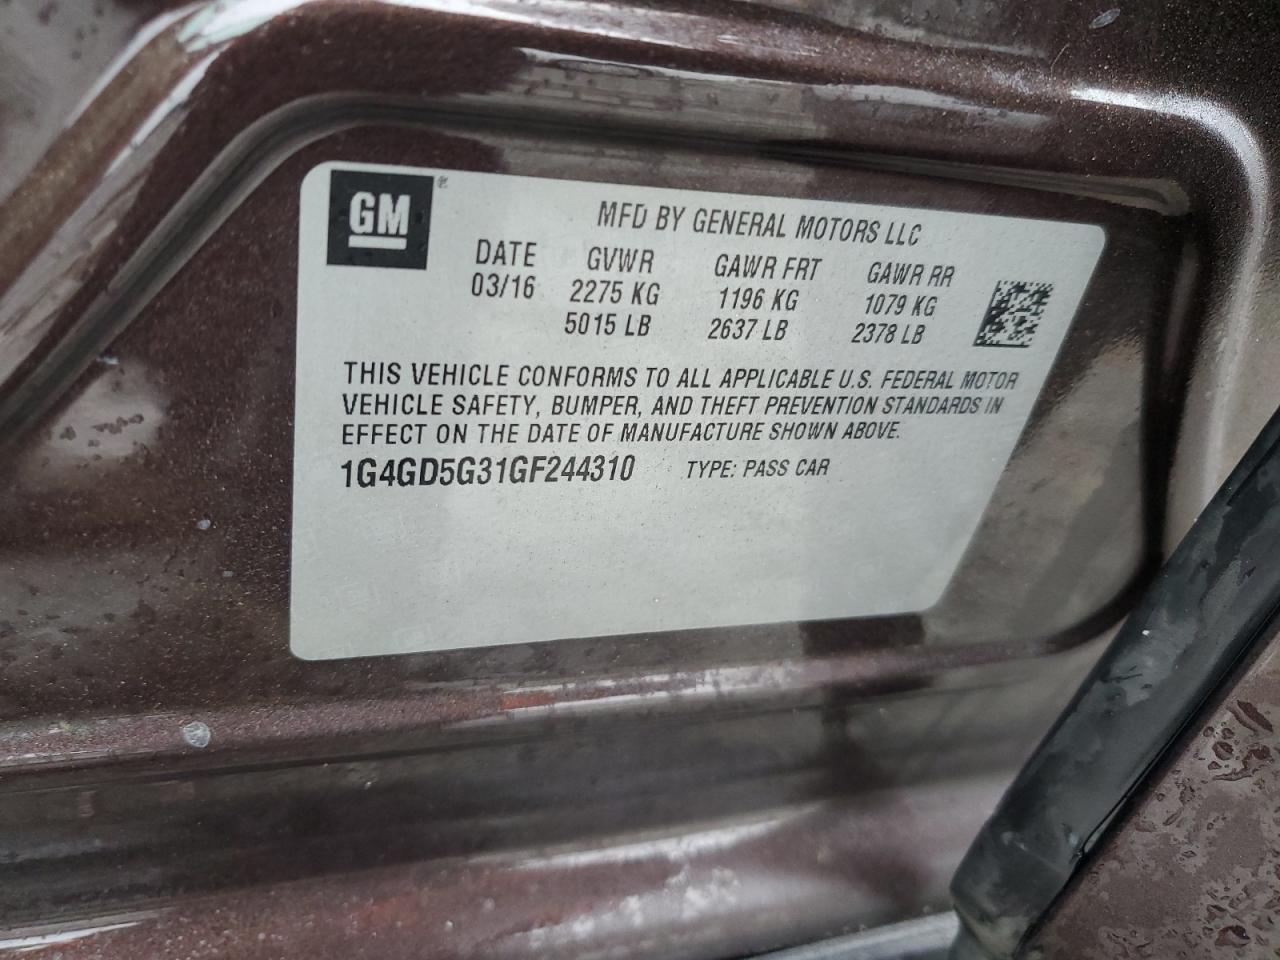 GM
MFD BY GENERAL MOTORS LLC
DATE GVWR GAWR FRT GAWR RR
03/16 2275 KG 1196 KG 1079 KG
5015 LB 2637 LB 2378 LB
THIS VEHICLE CONFORMS TO ALL APPLICABLE U.S. FEDERAL MOTOR
VEHICLE SAFETY, BUMPER, AND THEFT PREVENTION STANDARDS IN
EFFECT ON THE DATE OF MANUFACTURE SHOWN ABOVE.
1G4GD5G31GF244310 TYPE: PASS CAR